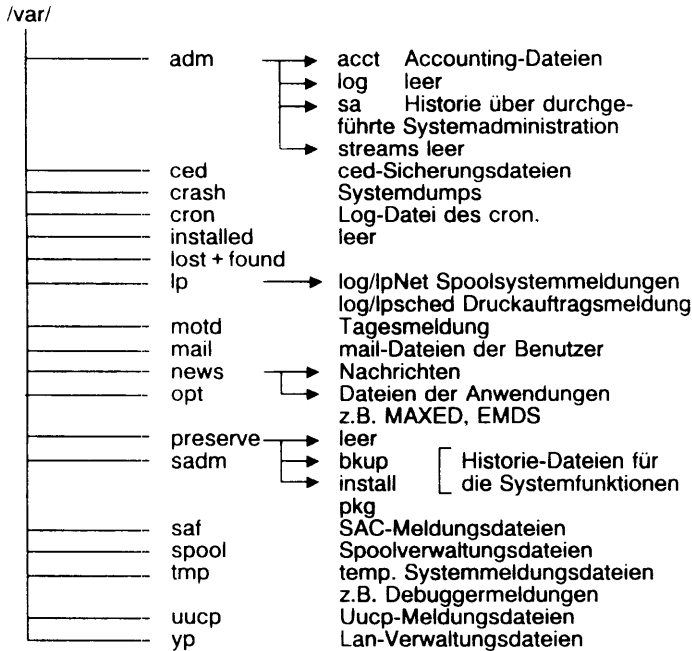 /var/
adm acct Accounting-Dateien
log leer
sa Historie über durchge-
führte Systemadministration
streams leer
ced ced-Sicherungsdateien
crash Systemdumps
cron Log-Datei des cron.
installed leer
lost + found
lp log/lpNet Spoolsystemmeldungen
log/lpsched Druckauftragsmeldung
motd Tagesmeldung
mail mail-Dateien der Benutzer
news Nachrichten
opt Dateien der Anwendungen
z.B. MAXED, EMDS
preserve leer
sadm bkup Historie-Dateien für
install die Systemfunktionen
pkg
saf SAC-Meldungsdateien
spool Spoolverwaltungsdateien
tmp temp. Systemmeldungsdateien
z.B. Debuggermeldungen
uucp Uucp-Meldungsdateien
yp Lan-Verwaltungsdateien